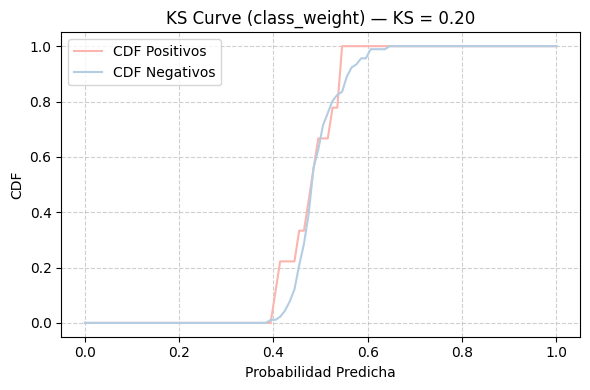 KS Curve (class_weight) — KS = 0.20
CDF Positivos
CDF Negativos
1.0
0.8
0.6
0.4
0.2
0.0
CDF
0.0 0.2 0.4 0.6 0.8 1.0
Probabilidad Predicha